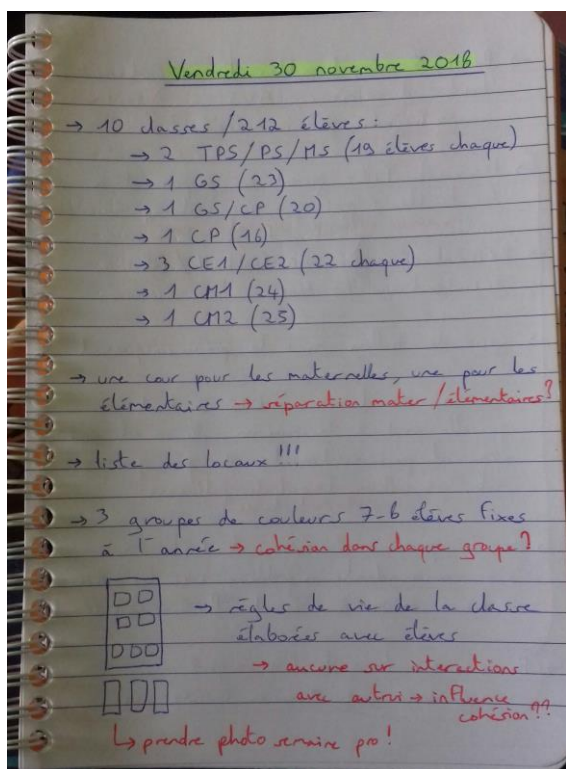 Vendredi 30 novembre 2018
→ 10 classes / 212 élèves :
→ 2 TPS/PS/MS (19 élèves chaque)
→ 1 GS (23)
→ 1 GS/CP (20)
→ 1 CP (16)
→ 3 CE1/CE2 (22 chaque)
→ 1 CM1 (24)
→ 1 CM2 (25)
→ une cour pour les maternelles, une pour les
élémentaires → séparation mater/élémentaires?
→ liste des locaux !!!
→ 3 groupes de couleurs 7-6 élèves fixes
à l'année → cohésion dans chaque groupe?
→ règles de vie de la classe
élaborées avec élèves
→ aucune sur interactions
avec autrui → influence
cohésion??
↳ prendre photo semaine pro!